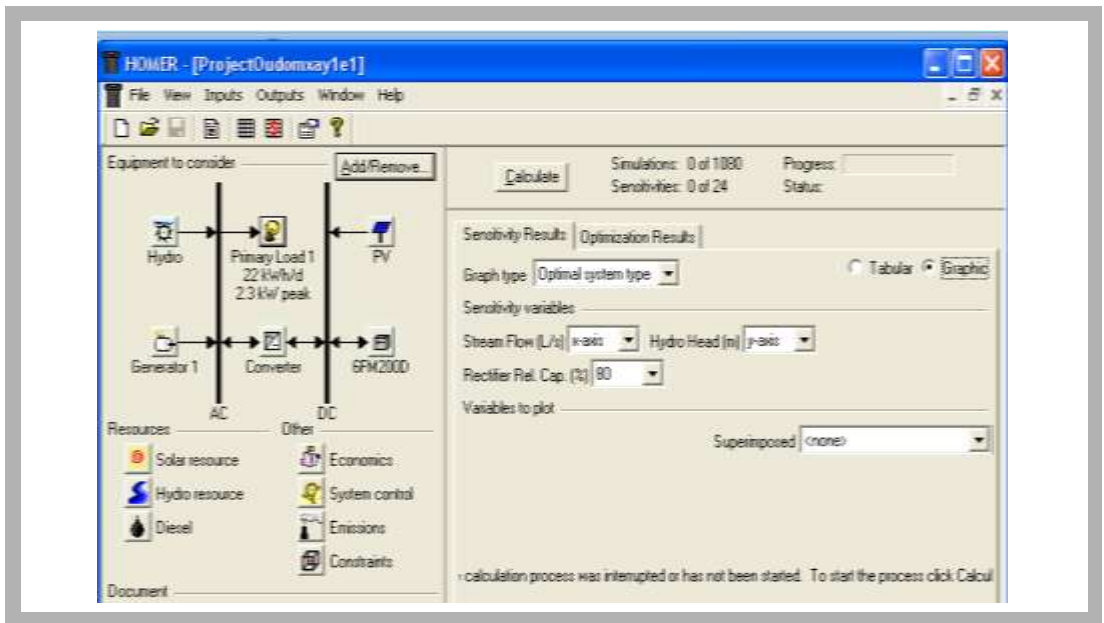 HOMER - [ProjectOudomxay1e1]
File View Inputs Outputs Window Help
Equipment to consider
Add/Remove...
Hydro
Primary Load 1
22 kWh/d
2.3 kW peak
PV
Generator 1
Converter
6FM200D
AC
DC
Resources
Other
Solar resource
Economics
Hydro resource
System control
Diesel
Emissions
Constraints
Document
Calculate
Simulations: 0 of 1080
Progress:
Sensitivities: 0 of 24
Status:
Sensitivity Results
Optimization Results
Graph type
Optimal system type
Tabular
Graphic
Sensitivity variables
Stream Flow (L/s) x-axis
Hydro Head (m) y-axis
Rectifier Rel. Cap. (%) 80
Variables to plot
Superimposed <none>
calculation process was interrupted or has not been started. To start the process click Calcul